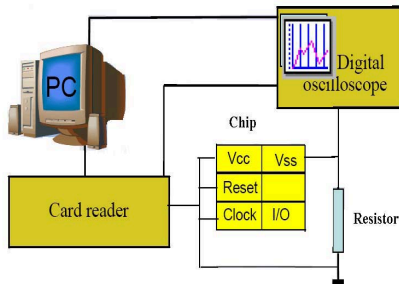 PC
Digital
oscilloscope
Chip
Vcc Vss
Reset
Clock I/O
Card reader
Resistor